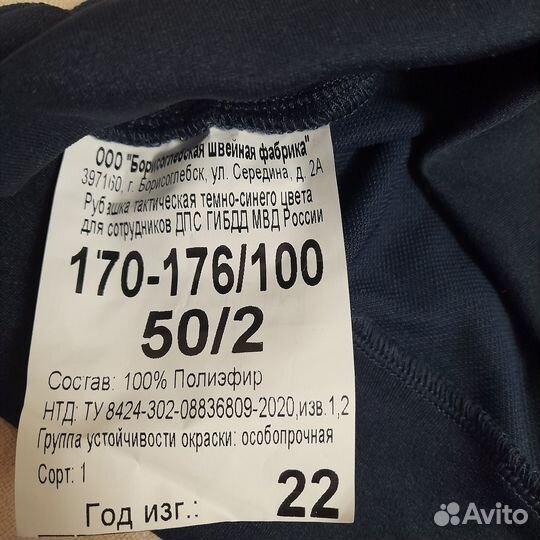 ООО "Борисоглебская швейная фабрика"
397160, г. Борисоглебск, ул. Середина, д. 2А
Рубашка тактическая темно-синего цвета
для сотрудников ДПС ГИБДД МВД России
170-176/100
50/2
Состав: 100% Полиэфир
НТД: ТУ 8424-302-08836809-2020,изв.1,2
Группа устойчивости окраски: особопрочная
Сорт: 1
Год изг.: 22
Avito